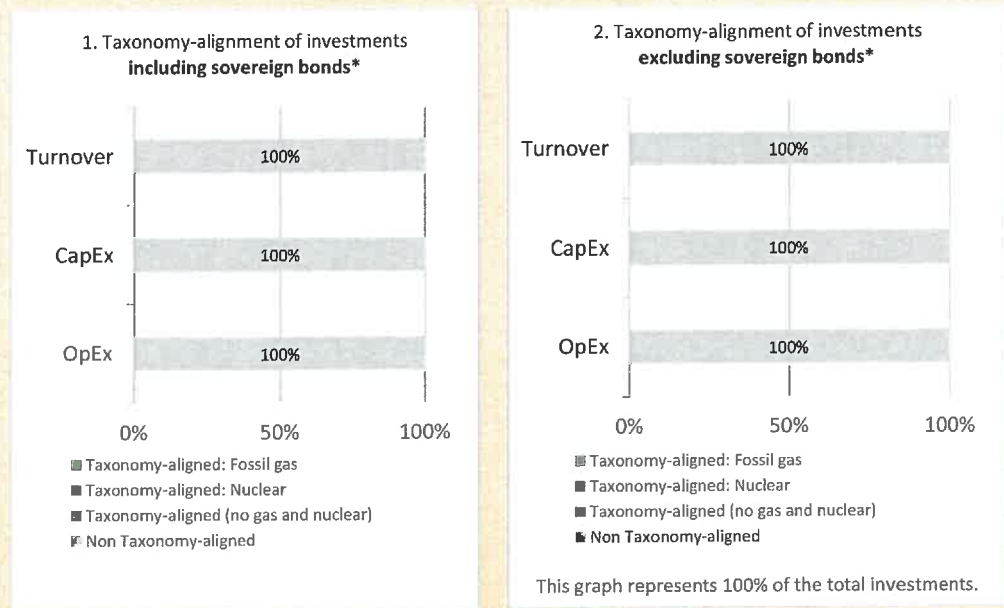 1. Taxonomy-alignment of investments
including sovereign bonds*
Turnover
100%
CapEx
100%
OpEx
100%
0%
50%
100%
Taxonomy-aligned: Fossil gas
Taxonomy-aligned: Nuclear
Taxonomy-aligned (no gas and nuclear)
Non Taxonomy-aligned
2. Taxonomy-alignment of investments
excluding sovereign bonds*
Turnover
100%
CapEx
100%
OpEx
100%
0%
50%
100%
Taxonomy-aligned: Fossil gas
Taxonomy-aligned: Nuclear
Taxonomy-aligned (no gas and nuclear)
Non Taxonomy-aligned
This graph represents 100% of the total investments.